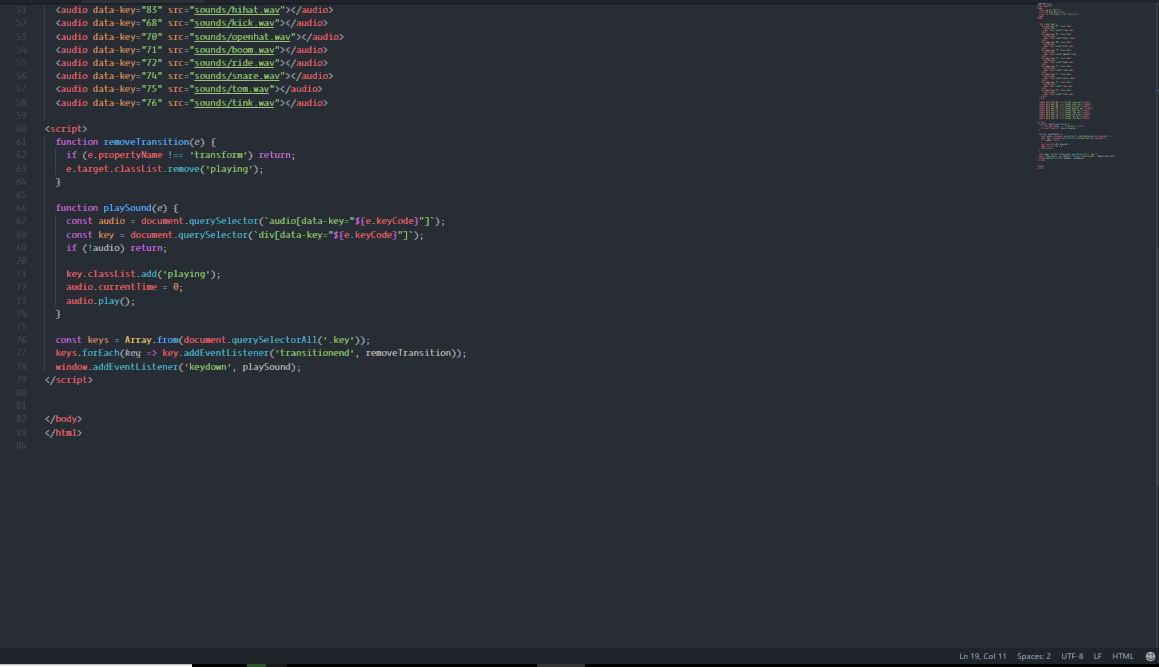 51 <audio data-key="83" src="sounds/hihat.wav"></audio>
52 <audio data-key="68" src="sounds/kick.wav"></audio>
53 <audio data-key="70" src="sounds/openhat.wav"></audio>
54 <audio data-key="71" src="sounds/boom.wav"></audio>
55 <audio data-key="72" src="sounds/ride.wav"></audio>
56 <audio data-key="74" src="sounds/snare.wav"></audio>
57 <audio data-key="75" src="sounds/tom.wav"></audio>
58 <audio data-key="76" src="sounds/tink.wav"></audio>
59
60 <script>
61 function removeTransition(e) {
62 if (e.propertyName !== 'transform') return;
63 e.target.classList.remove('playing');
64 }
65
66 function playSound(e) {
67 const audio = document.querySelector(`audio[data-key="${e.keyCode}"]`);
68 const key = document.querySelector(`div[data-key="${e.keyCode}"]`);
69 if (!audio) return;
70
71 key.classList.add('playing');
72 audio.currentTime = 0;
73 audio.play();
74 }
75
76 const keys = Array.from(document.querySelectorAll('.key'));
77 keys.forEach(key => key.addEventListener('transitionend', removeTransition));
78 window.addEventListener('keydown', playSound);
79 </script>
80
81
82 </body>
83 </html>
84
Ln 19, Col 11 Spaces: 2 UTF-8 LF HTML